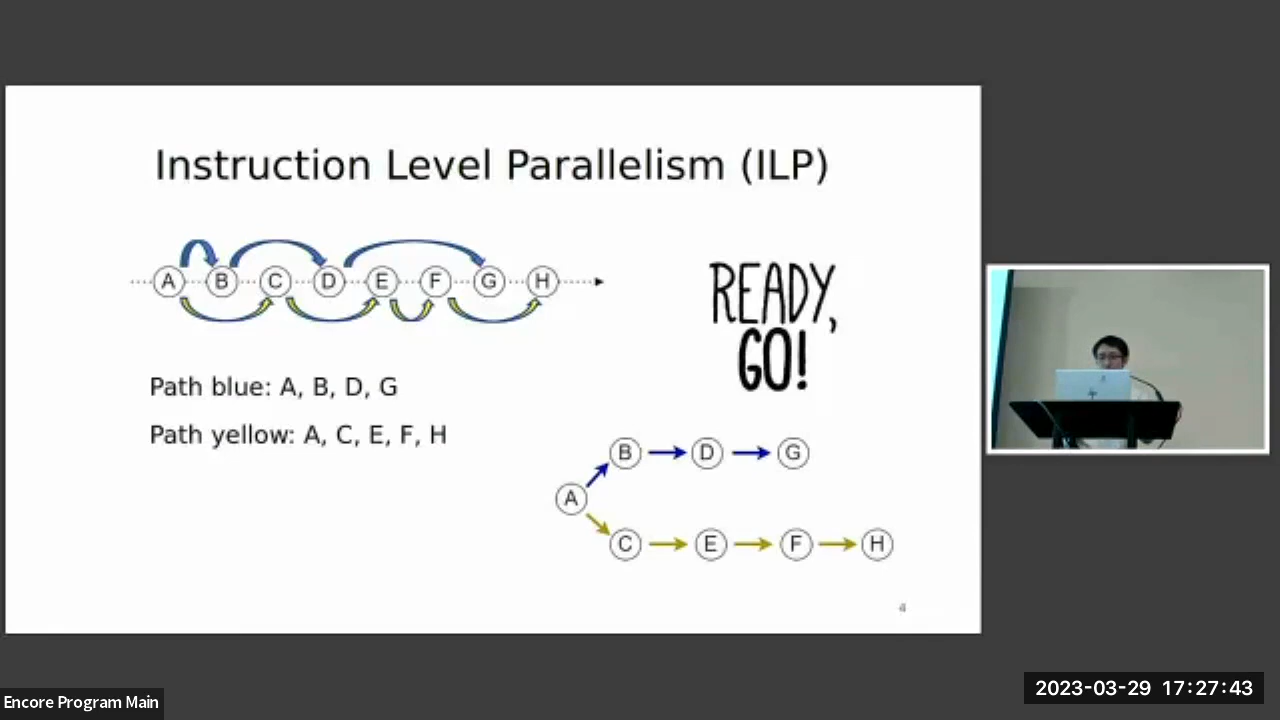 Instruction Level Parallelism (ILP)
A B C D E F G H
READY,
GO!
Path blue: A, B, D, G
Path yellow: A, C, E, F, H
B D G
A
C E F H
4
2023-03-29 17:27:43
Encore Program Main